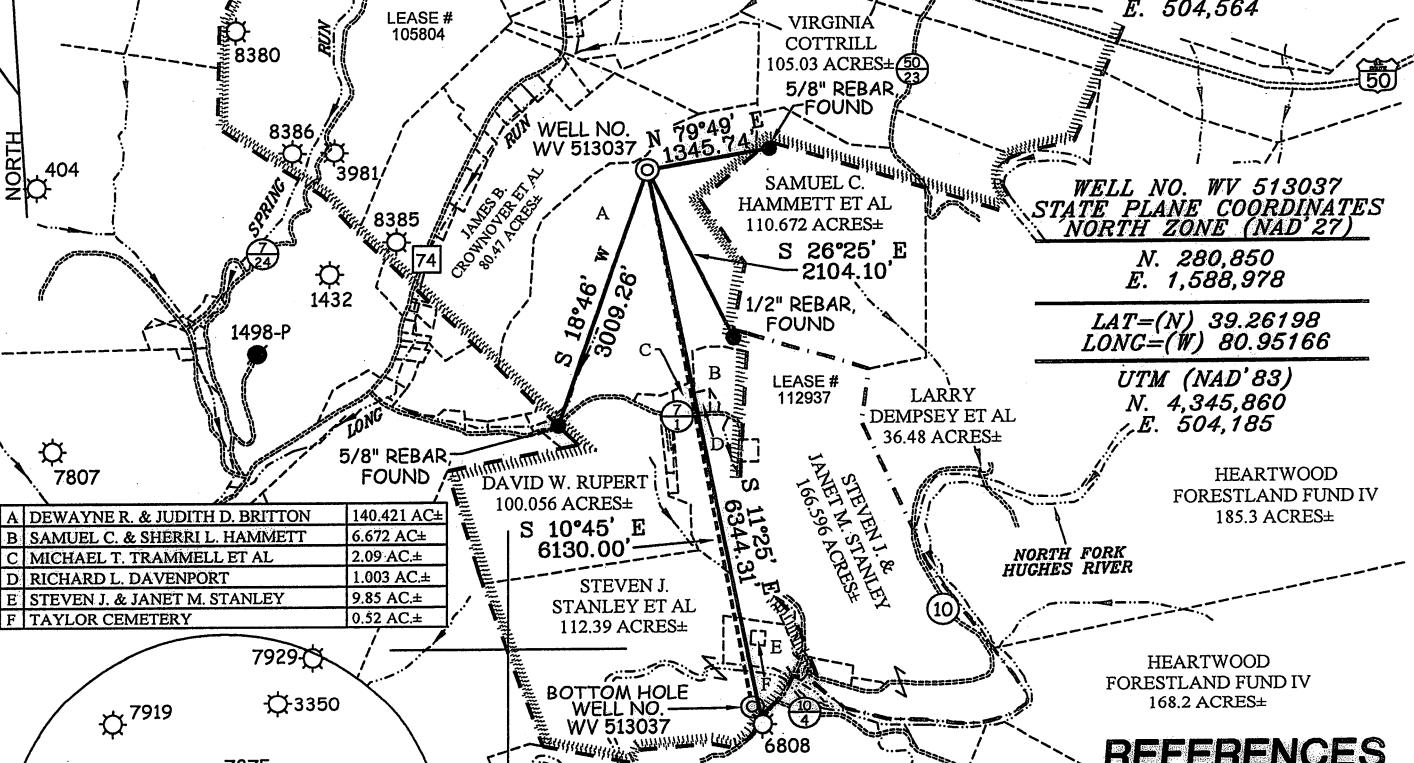 E. 504,564
LEASE #
105804
VIRGINIA
COTTRILL
105.03 ACRES±
50
23
50
8380
RUN
5/8" REBAR,
FOUND
NORTH
404
8386
3981
RUN
WELL NO.
WV 513037
N 79°49' E
1345.74'
SPRING
7
24
8385
74
JAMES B.
CROWNOVER ET AL
80.47 ACRES±
A
SAMUEL C.
HAMMETT ET AL
110.672 ACRES±
S 26°25' E
2104.10'
WELL NO. WV 513037
STATE PLANE COORDINATES
NORTH ZONE (NAD'27)
N. 280,850
E. 1,588,978
LAT=(N) 39.26198
LONG=(W) 80.95166
UTM (NAD'83)
N. 4,345,860
E. 504,185
1432
1498-P
S 18°46' W
3009.26'
1/2" REBAR,
FOUND
C
B
LEASE #
112937
LARRY
DEMPSEY ET AL
36.48 ACRES±
7
1
D
LONG
5/8" REBAR
FOUND
7807
DAVID W. RUPERT
100.056 ACRES±
S 10°45' E
6130.00'
S 11°25' E
6344.31'
STEVEN J. &
JANET M. STANLEY
166.596 ACRES±
HEARTWOOD
FORESTLAND FUND IV
185.3 ACRES±
NORTH FORK
HUGHES RIVER
10
A DEWAYNE R. & JUDITH D. BRITTON 140.421 AC±
B SAMUEL C. & SHERRI L. HAMMETT 6.672 AC±
C MICHAEL T. TRAMMELL ET AL 2.09 AC.±
D RICHARD L. DAVENPORT 1.003 AC.±
E STEVEN J. & JANET M. STANLEY 9.85 AC.±
F TAYLOR CEMETERY 0.52 AC.±
STEVEN J.
STANLEY ET AL
112.39 ACRES±
E
F
7929
3350
7919
BOTTOM HOLE
WELL NO.
WV 513037
10
4
6808
HEARTWOOD
FORESTLAND FUND IV
168.2 ACRES±
REFERENCES